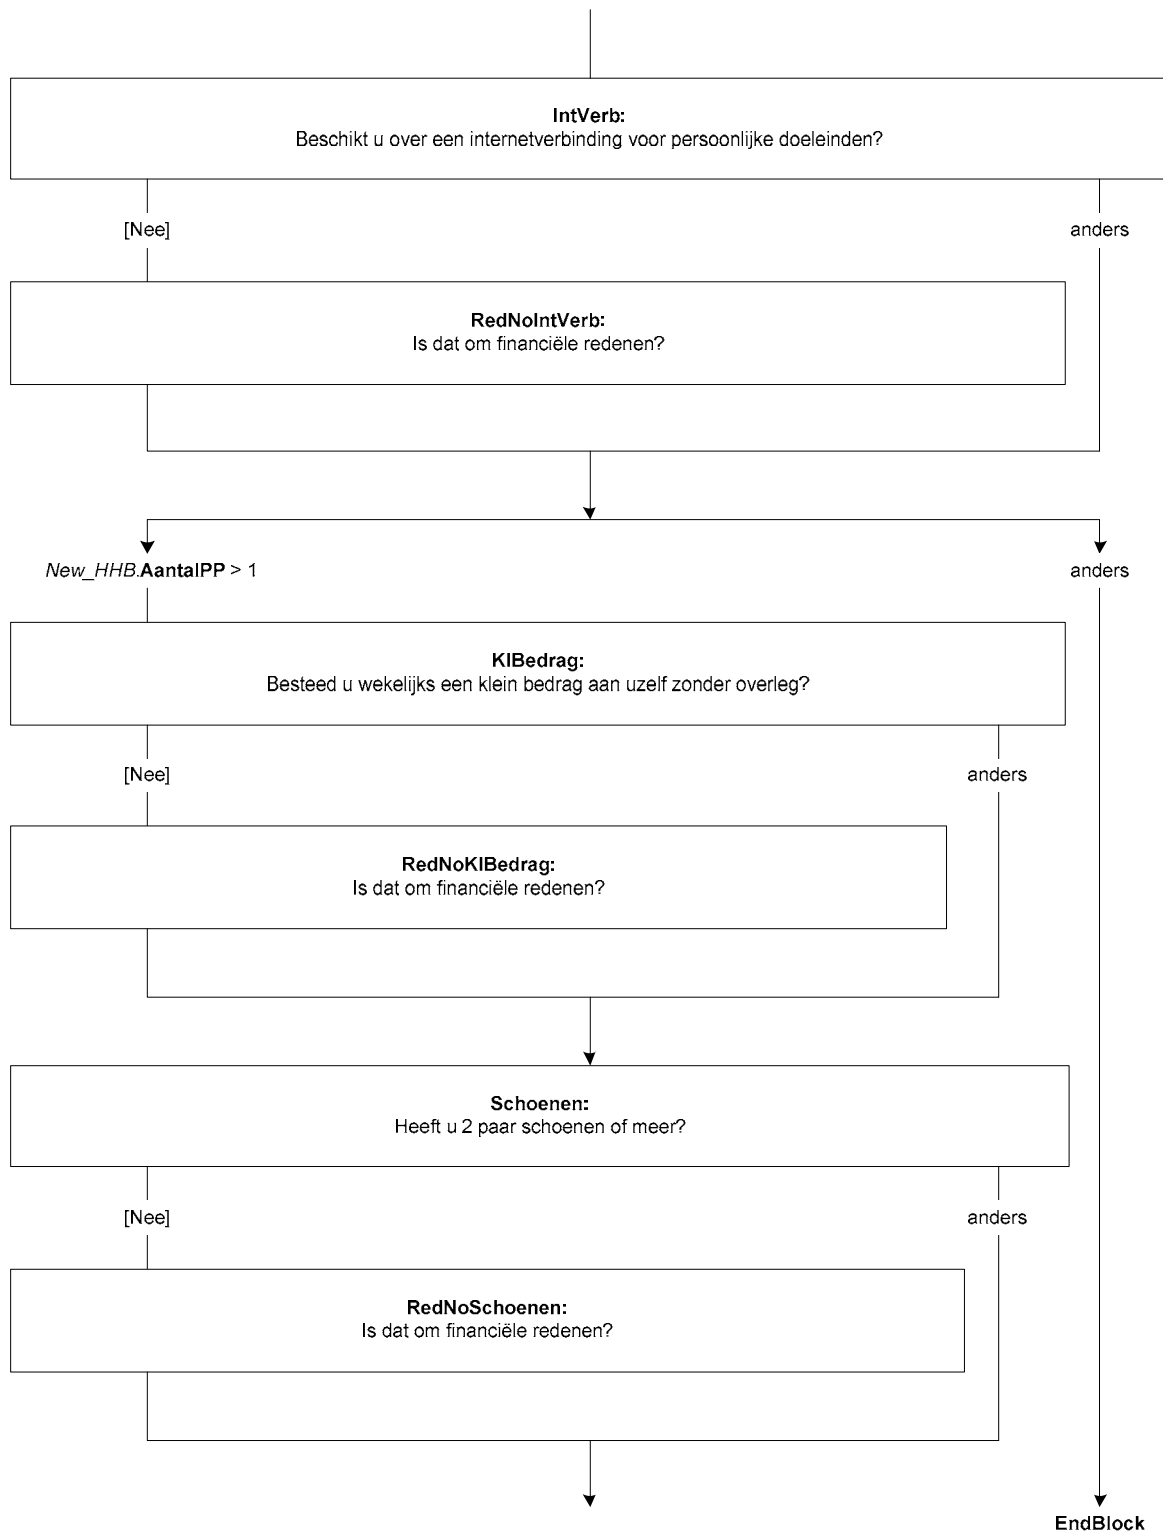 IntVerb:
Beschikt u over een internetverbinding voor persoonlijke doeleinden?
[Nee]
anders
RedNoIntVerb:
Is dat om financiële redenen?
New_HHB.AantalPP > 1
anders
KlBedrag:
Besteed u wekelijks een klein bedrag aan uzelf zonder overleg?
[Nee]
anders
RedNoKlBedrag:
Is dat om financiële redenen?
Schoenen:
Heeft u 2 paar schoenen of meer?
[Nee]
anders
RedNoSchoenen:
Is dat om financiële redenen?
EndBlock